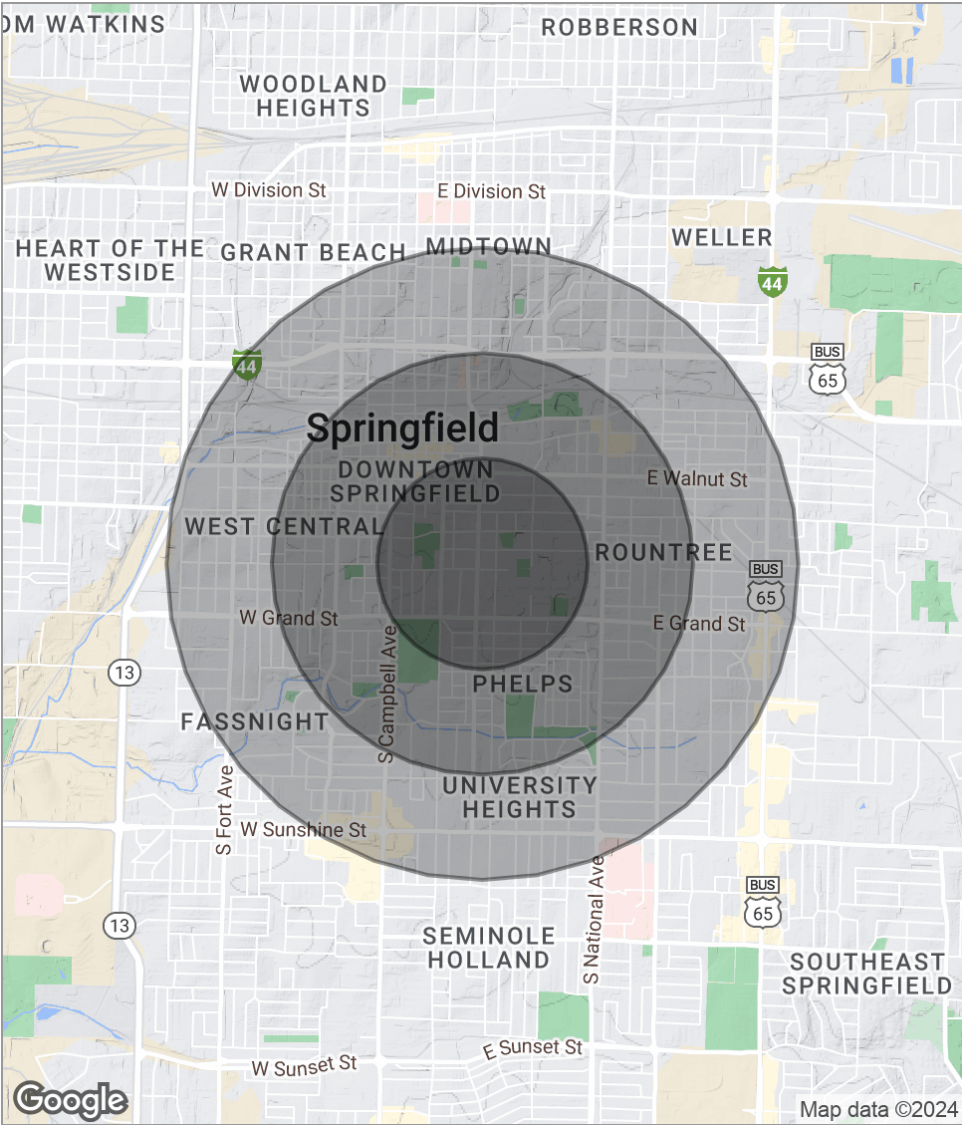 OM WATKINS
ROBBERSON
WOODLAND
HEIGHTS
W Division St
E Division St
HEART OF THE
WESTSIDE
GRANT BEACH
MIDTOWN
WELLER
44
44
BUS
65
Springfield
DOWNTOWN
SPRINGFIELD
E Walnut St
WEST CENTRAL
ROUNTREE
BUS
65
W Grand St
E Grand St
S Campbell Ave
13
PHELPS
FASSNIGHT
UNIVERSITY
HEIGHTS
S Fort Ave
W Sunshine St
S National Ave
BUS
65
13
SEMINOLE
HOLLAND
SOUTHEAST
SPRINGFIELD
E Sunset St
W Sunset St
Google
Map data ©2024